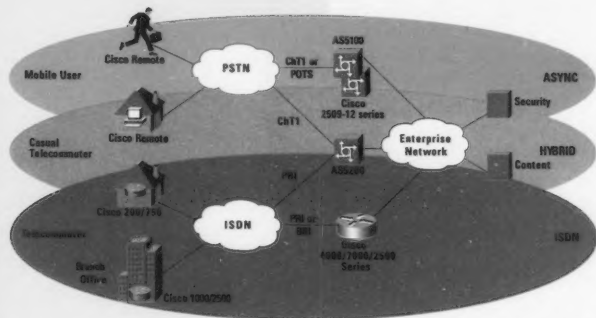 Mobile User
Cisco Remote
PSTN
ChT1 or
POTS
AS5100
Cisco
2509-12 series
ASYNC
Security
Casual
Telecommuter
Cisco Remote
ChT1
Enterprise
Network
HYBRID
AS5200
Content
PRI
Cisco 200/750
Telecommuter
ISDN
PRI or
BRI
Cisco
4000/7000/2500
Series
ISDN
Branch
Office
Cisco 1000/2500